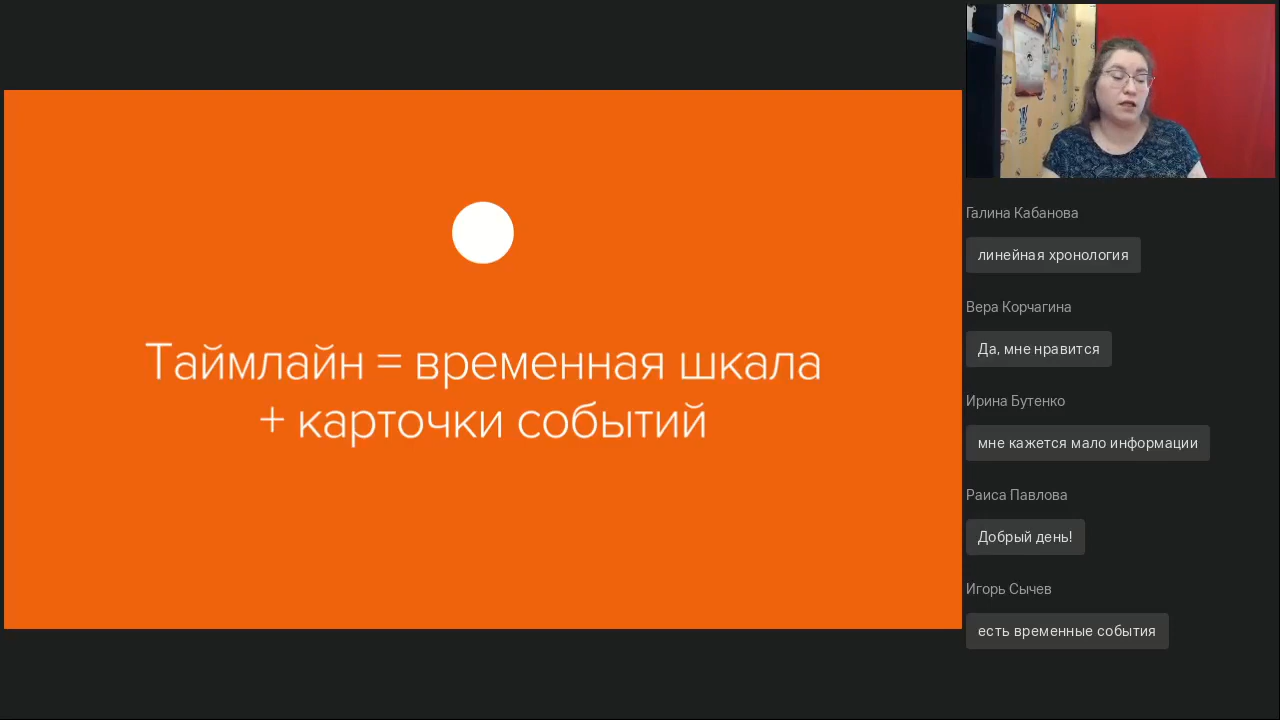 Таймлайн = временная шкала
+ карточки событий
Галина Кабанова
линейная хронология
Вера Корчагина
Да, мне нравится
Ирина Бутенко
мне кажется мало информации
Раиса Павлова
Добрый день!
Игорь Сычев
есть временные события